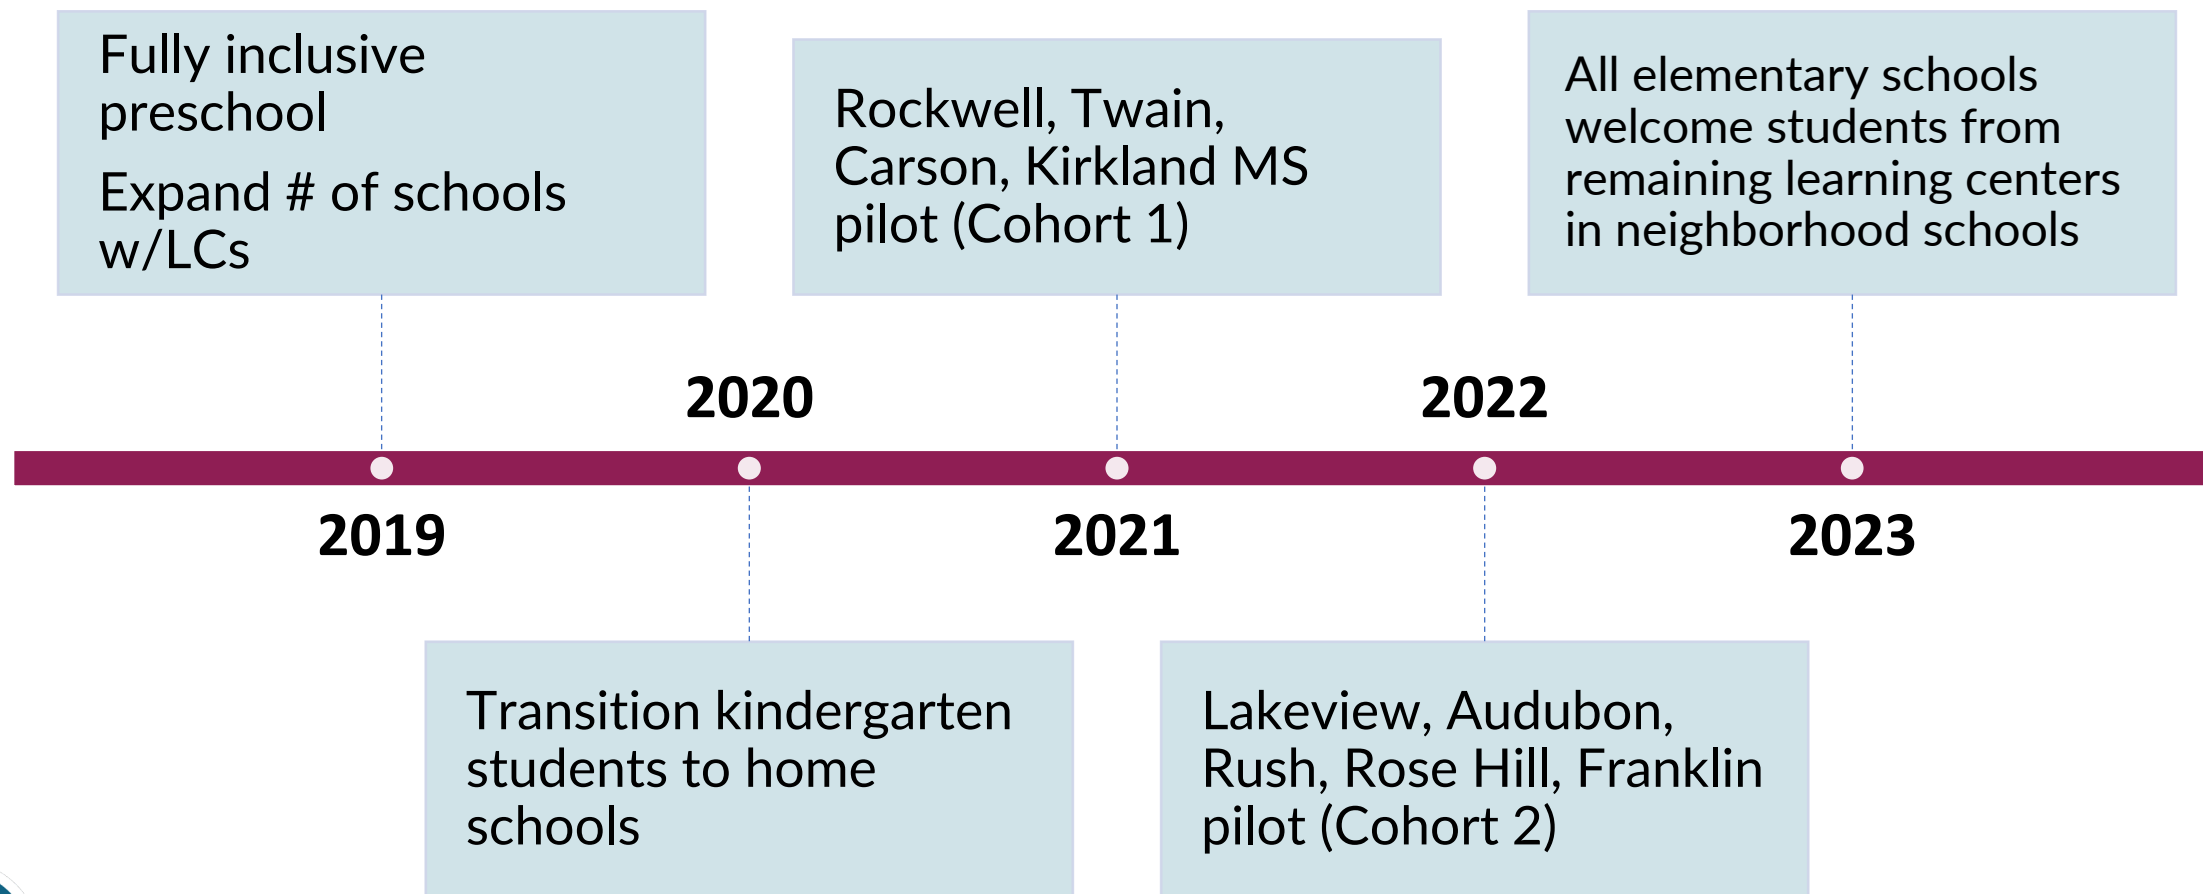 Fully inclusive
preschool
Expand # of schools
w/LCs
Rockwell, Twain,
Carson, Kirkland MS
pilot (Cohort 1)
All elementary schools
welcome students from
remaining learning centers
in neighborhood schools
2020
2022
2019
2021
2023
Transition kindergarten
students to home
schools
Lakeview, Audubon,
Rush, Rose Hill, Franklin
pilot (Cohort 2)